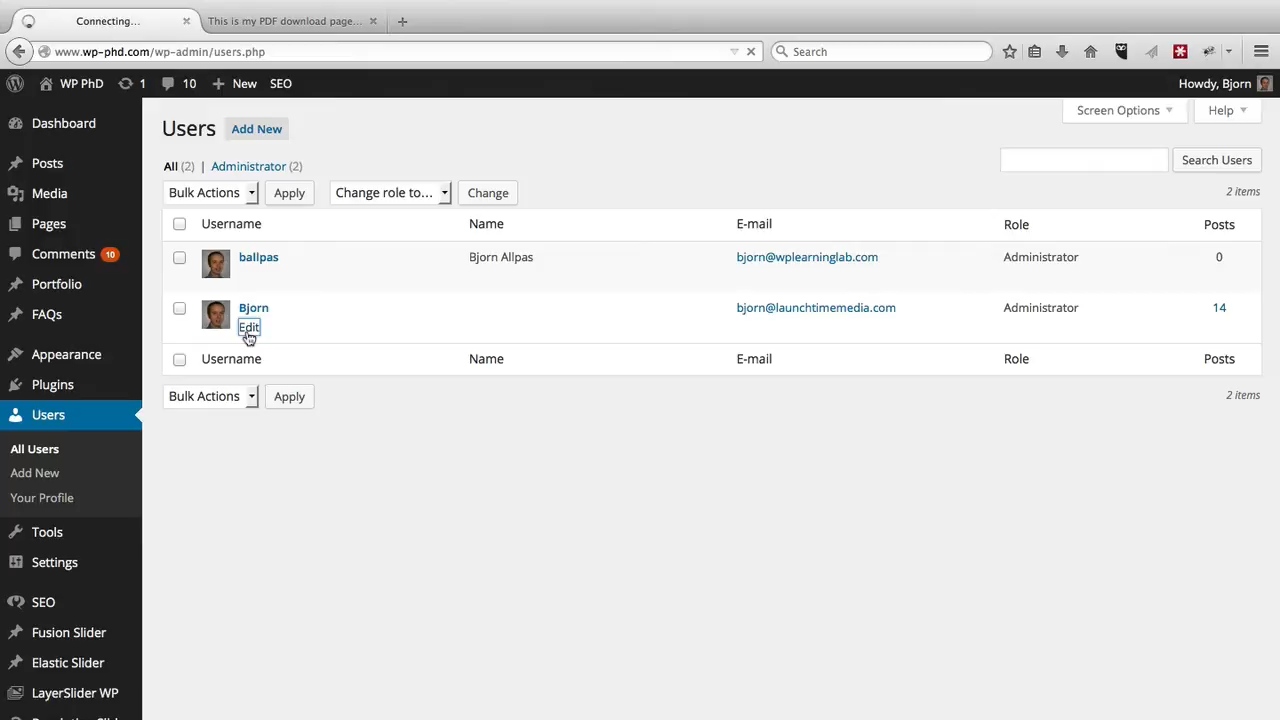 Connecting...
This is my PDF download page...
www.wp-phd.com/wp-admin/users.php
Search
WP PhD
1
10
New
SEO
Howdy, Bjorn
Dashboard
Posts
Media
Pages
Comments 10
Portfolio
FAQs
Appearance
Plugins
Users
All Users
Add New
Your Profile
Tools
Settings
SEO
Fusion Slider
Elastic Slider
LayerSlider WP
Screen Options
Help
Users
Add New
All (2) | Administrator (2)
Search Users
Bulk Actions
Apply
Change role to...
Change
2 items
Username Name E-mail Role Posts
ballpas Bjorn Allpas bjorn@wplearninglab.com Administrator 0
Bjorn bjorn@launchtimemedia.com Administrator 14
Edit
Username Name E-mail Role Posts
Bulk Actions
Apply
2 items